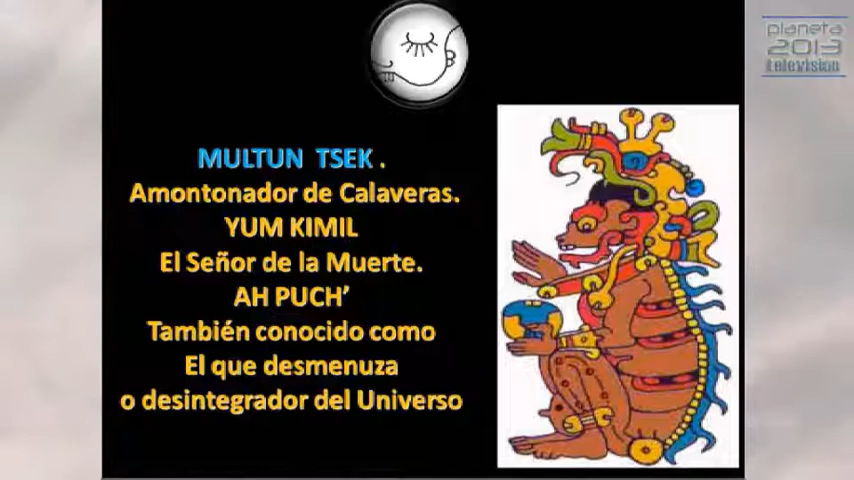 planeta
2013
television
MULTUN TSEK .
Amontonador de Calaveras.
YUM KIMIL
El Señor de la Muerte.
AH PUCH’
También conocido como
El que desmenuza
o desintegrador del Universo